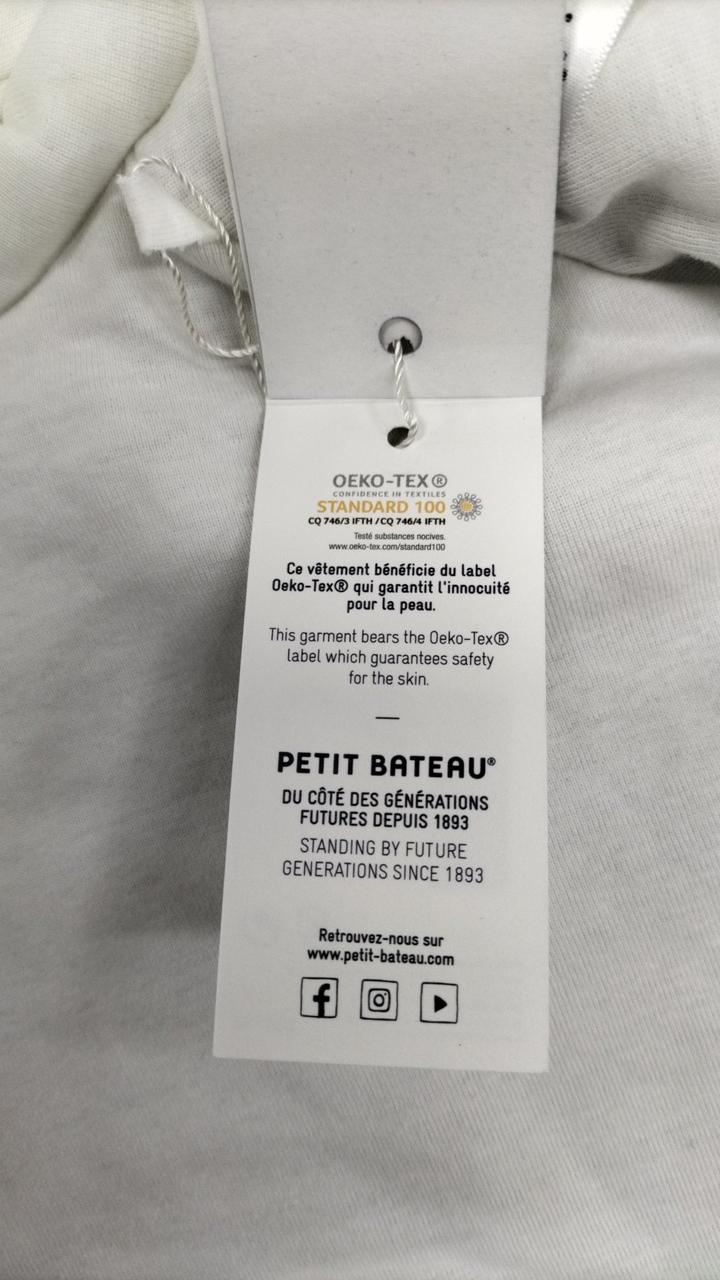 OEKO-TEX®
CONFIDENCE IN TEXTILES
STANDARD 100
CQ 746/3 IFTH / CQ 746/4 IFTH
Testé substances nocives.
www.oeko-tex.com/standard100
Ce vêtement bénéficie du label
Oeko-Tex® qui garantit l'innocuité
pour la peau.
This garment bears the Oeko-Tex®
label which guarantees safety
for the skin.
PETIT BATEAU®
DU CÔTÉ DES GÉNÉRATIONS
FUTURES DEPUIS 1893
STANDING BY FUTURE
GENERATIONS SINCE 1893
Retrouvez-nous sur
www.petit-bateau.com